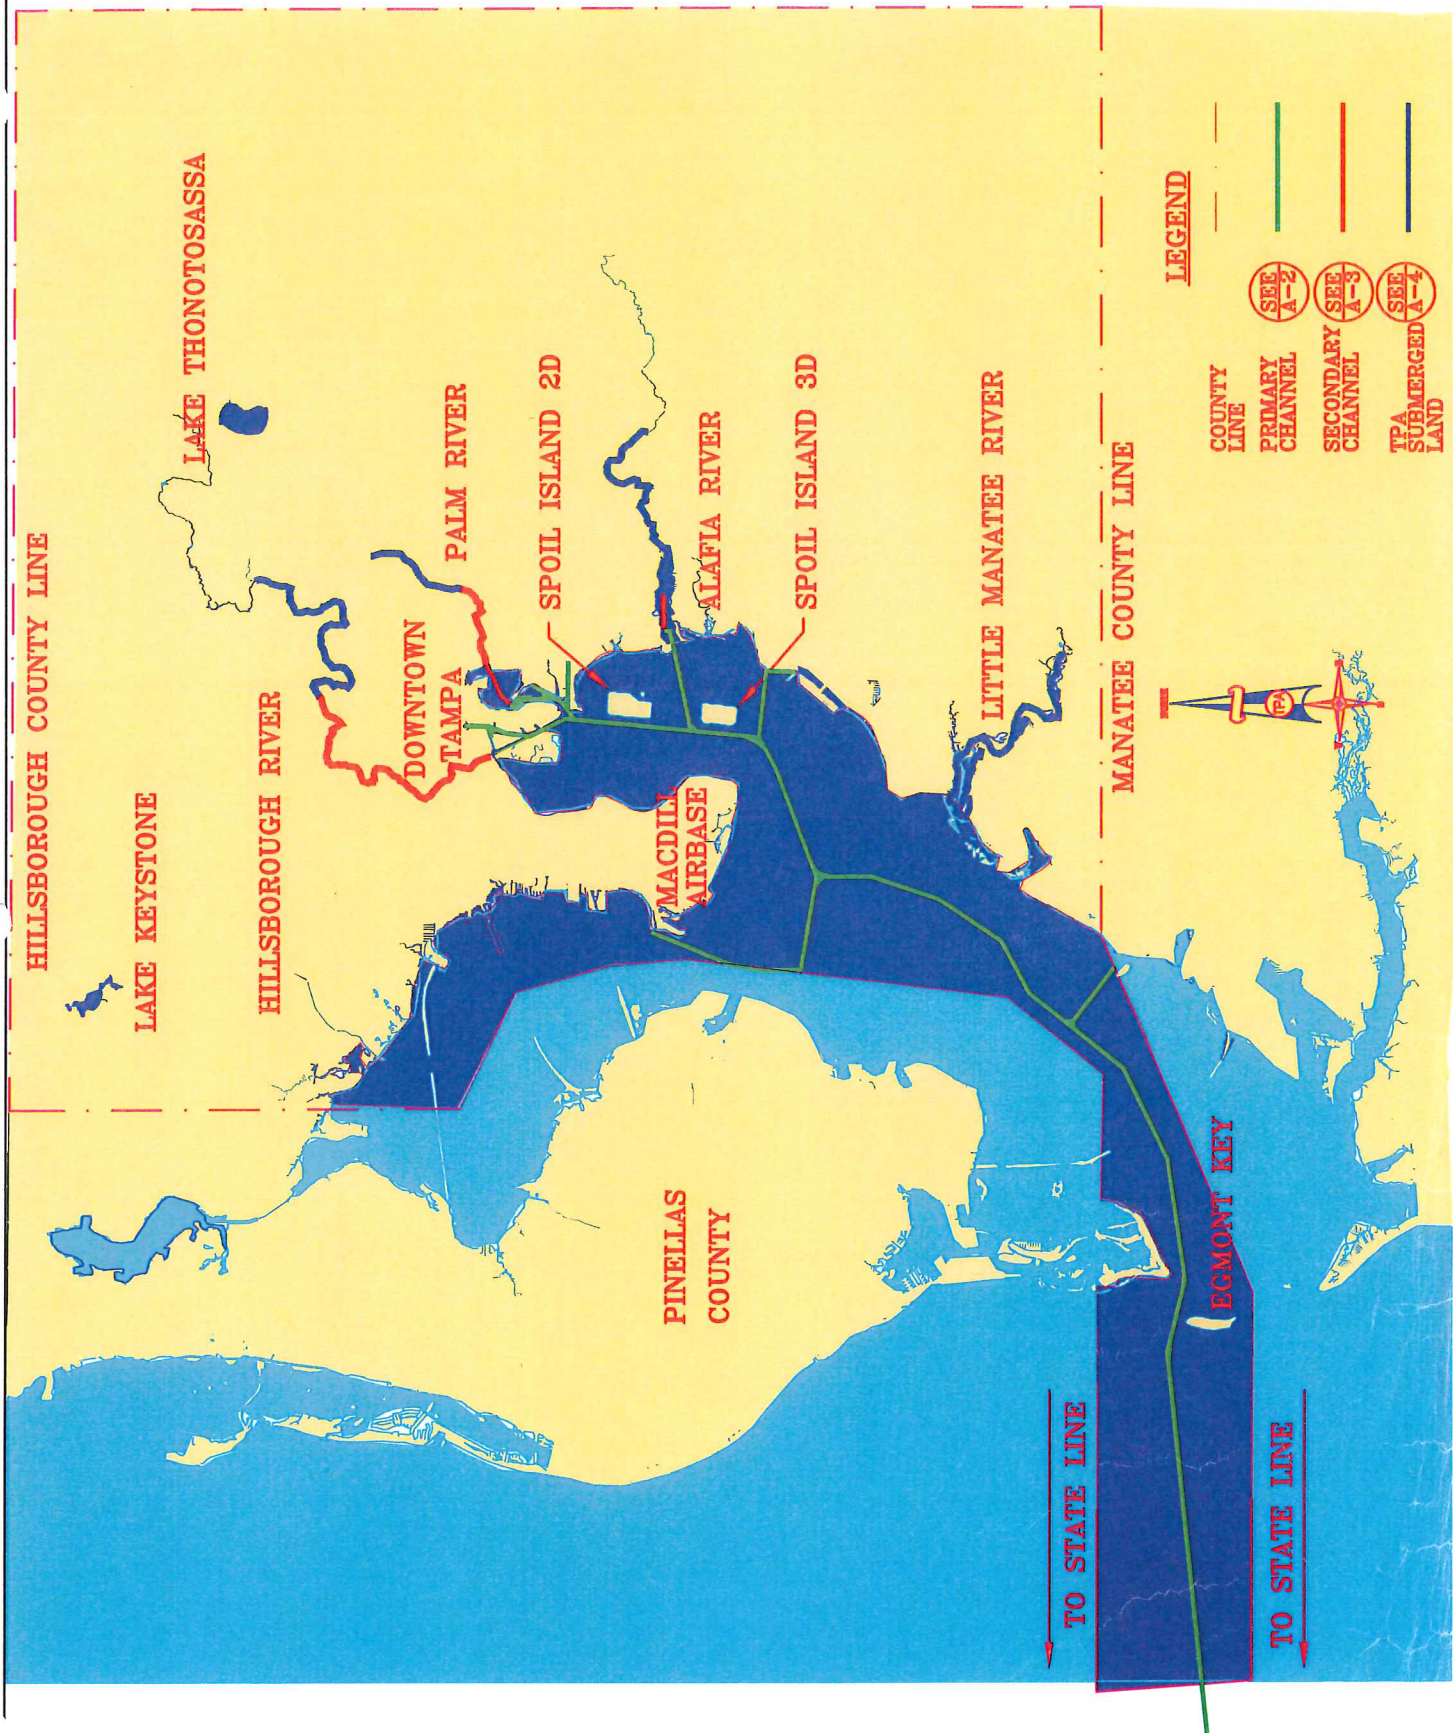 HILLSBOROUGH COUNTY LINE
LAKE KEYSTONE
LAKE THONOTOSASSA
HILLSBOROUGH RIVER
DOWNTOWN
TAMPA
PALM RIVER
SPOIL ISLAND 2D
MACDILL
AIRBASE
ALAFIA RIVER
SPOIL ISLAND 3D
PINELLAS
COUNTY
LITTLE MANATEE RIVER
MANATEE COUNTY LINE
EGMONT KEY
TO STATE LINE
TO STATE LINE
TPA
LEGEND
COUNTY
LINE
PRIMARY
CHANNEL
SEE
A-2
SECONDARY
CHANNEL
SEE
A-3
TPA
SUBMERGED
LAND
SEE
A-4